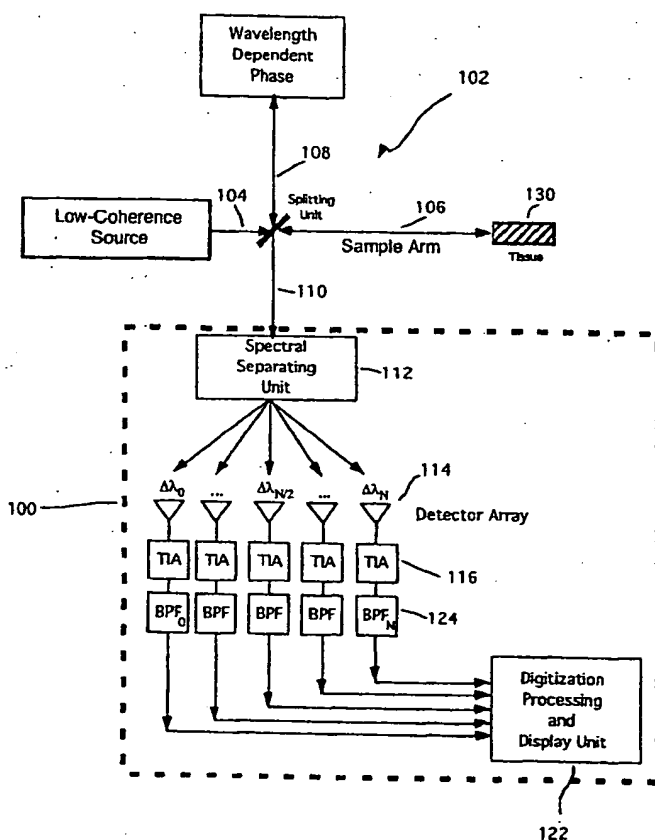 Wavelength
Dependent
Phase
102
108
Splitting
Unit
104
106
130
Low-Coherence
Source
Sample Arm
Tissue
110
Spectral
Separating
Unit
112
Δλ0 ... ΔλN/2 ... ΔλN
114
100
Detector Array
TIA TIA TIA TIA TIA
116
BPF0 BPF BPF BPF BPFN
124
Digitization
Processing
and
Display Unit
122